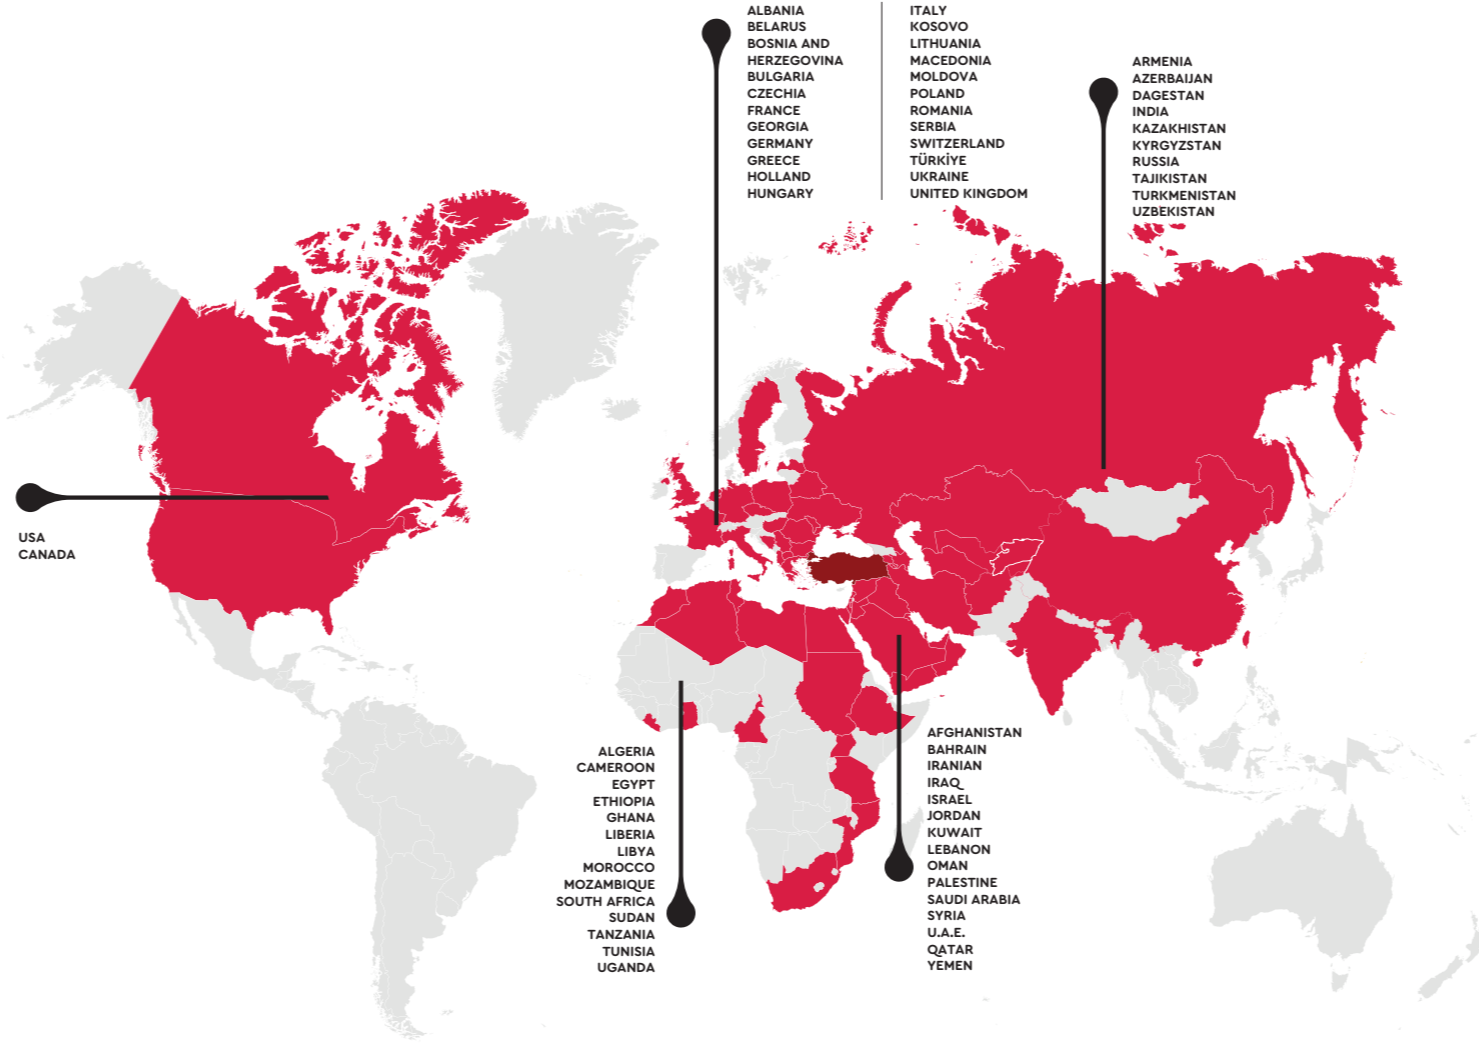 ALBANIA
BELARUS
BOSNIA AND
HERZEGOVINA
BULGARIA
CZECHIA
FRANCE
GEORGIA
GERMANY
GREECE
HOLLAND
HUNGARY
ITALY
KOSOVO
LITHUANIA
MACEDONIA
MOLDOVA
POLAND
ROMANIA
SERBIA
SWITZERLAND
TÜRKİYE
UKRAINE
UNITED KINGDOM
ARMENIA
AZERBAIJAN
DAGESTAN
INDIA
KAZAKHISTAN
KYRGYZSTAN
RUSSIA
TAJIKISTAN
TURKMENISTAN
UZBEKISTAN
USA
CANADA
ALGERIA
CAMEROON
EGYPT
ETHIOPIA
GHANA
LIBERIA
LIBYA
MOROCCO
MOZAMBIQUE
SOUTH AFRICA
SUDAN
TANZANIA
TUNISIA
UGANDA
AFGHANISTAN
BAHRAIN
IRANIAN
IRAQ
ISRAEL
JORDAN
KUWAIT
LEBANON
OMAN
PALESTINE
SAUDI ARABIA
SYRIA
U.A.E.
QATAR
YEMEN